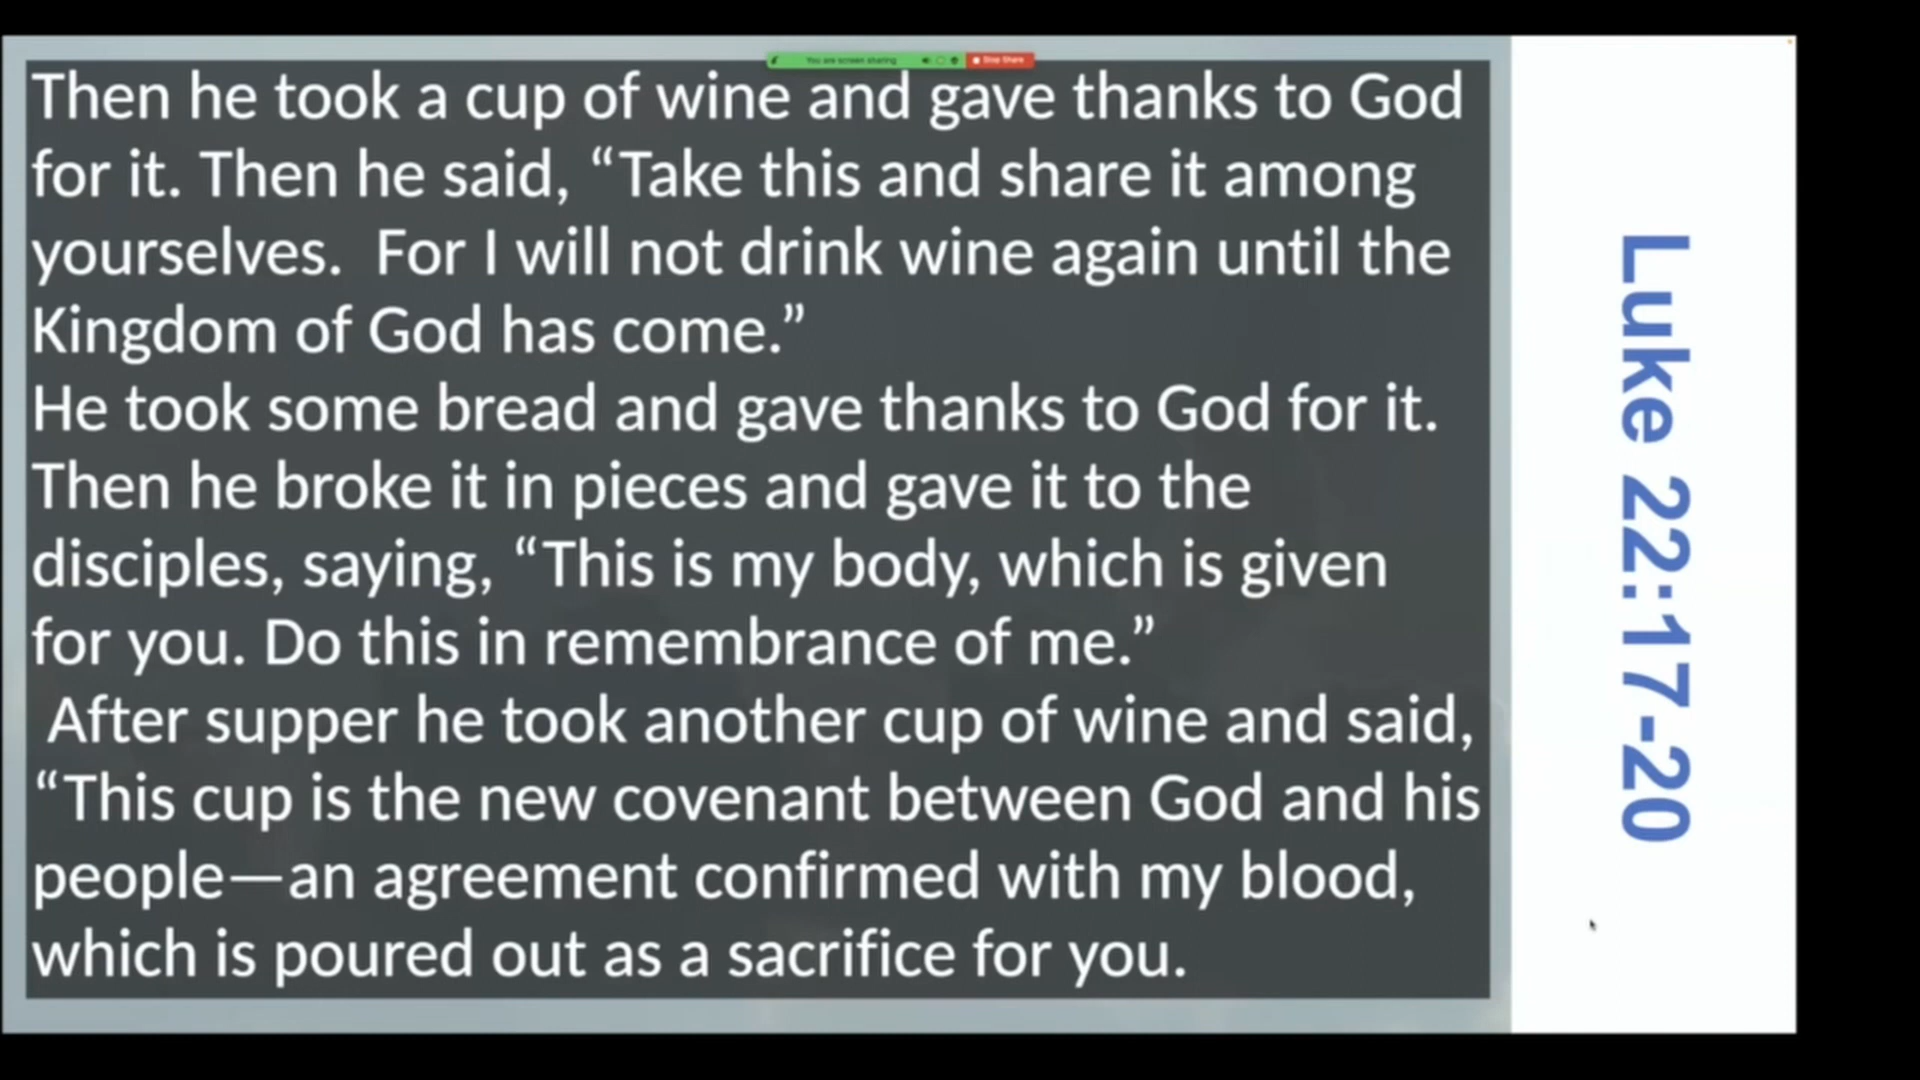 You are screen sharing
Stop Share
Then he took a cup of wine and gave thanks to God
for it. Then he said, “Take this and share it among
yourselves.  For I will not drink wine again until the
Kingdom of God has come.”
He took some bread and gave thanks to God for it.
Then he broke it in pieces and gave it to the
disciples, saying, “This is my body, which is given
for you. Do this in remembrance of me.”
After supper he took another cup of wine and said,
“This cup is the new covenant between God and his
people—an agreement confirmed with my blood,
which is poured out as a sacrifice for you.
Luke 22:17-20